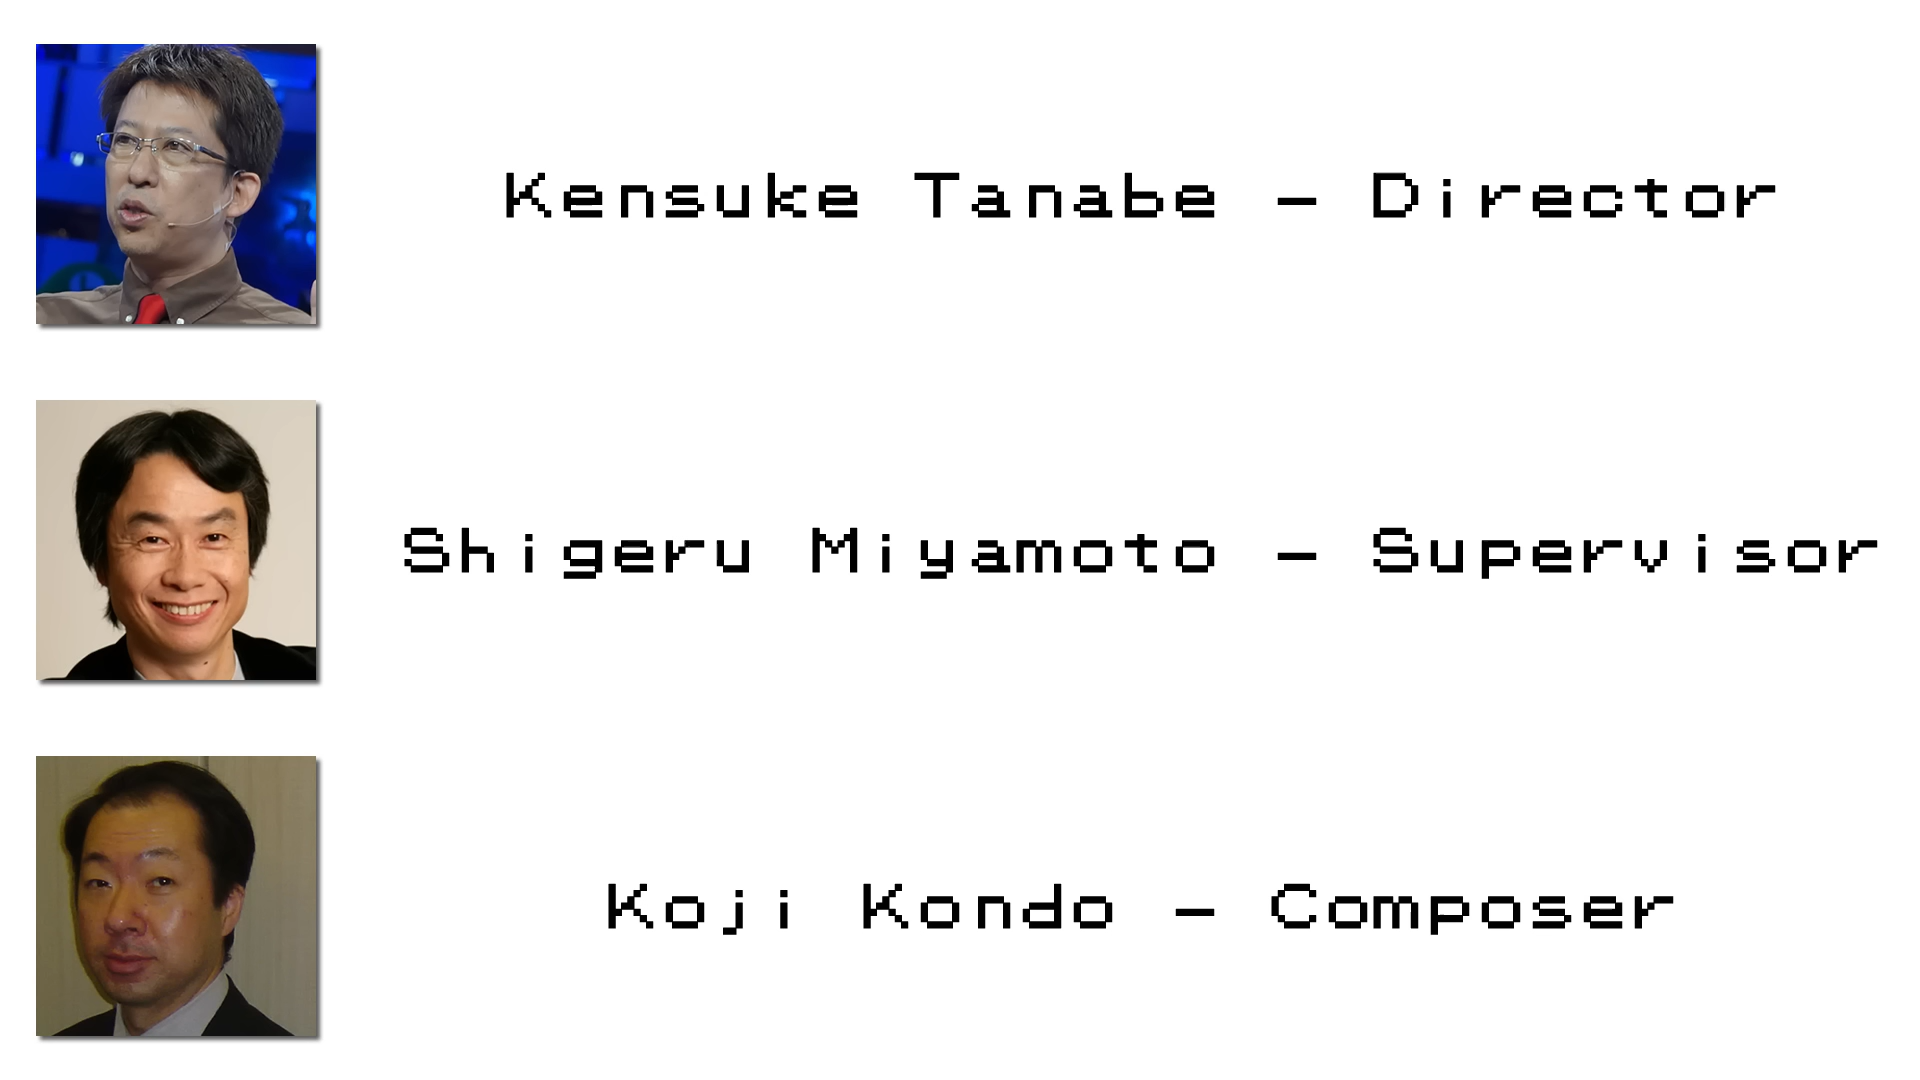 Kensuke Tanabe - Director
Shigeru Miyamoto - Supervisor
Koji Kondo - Composer